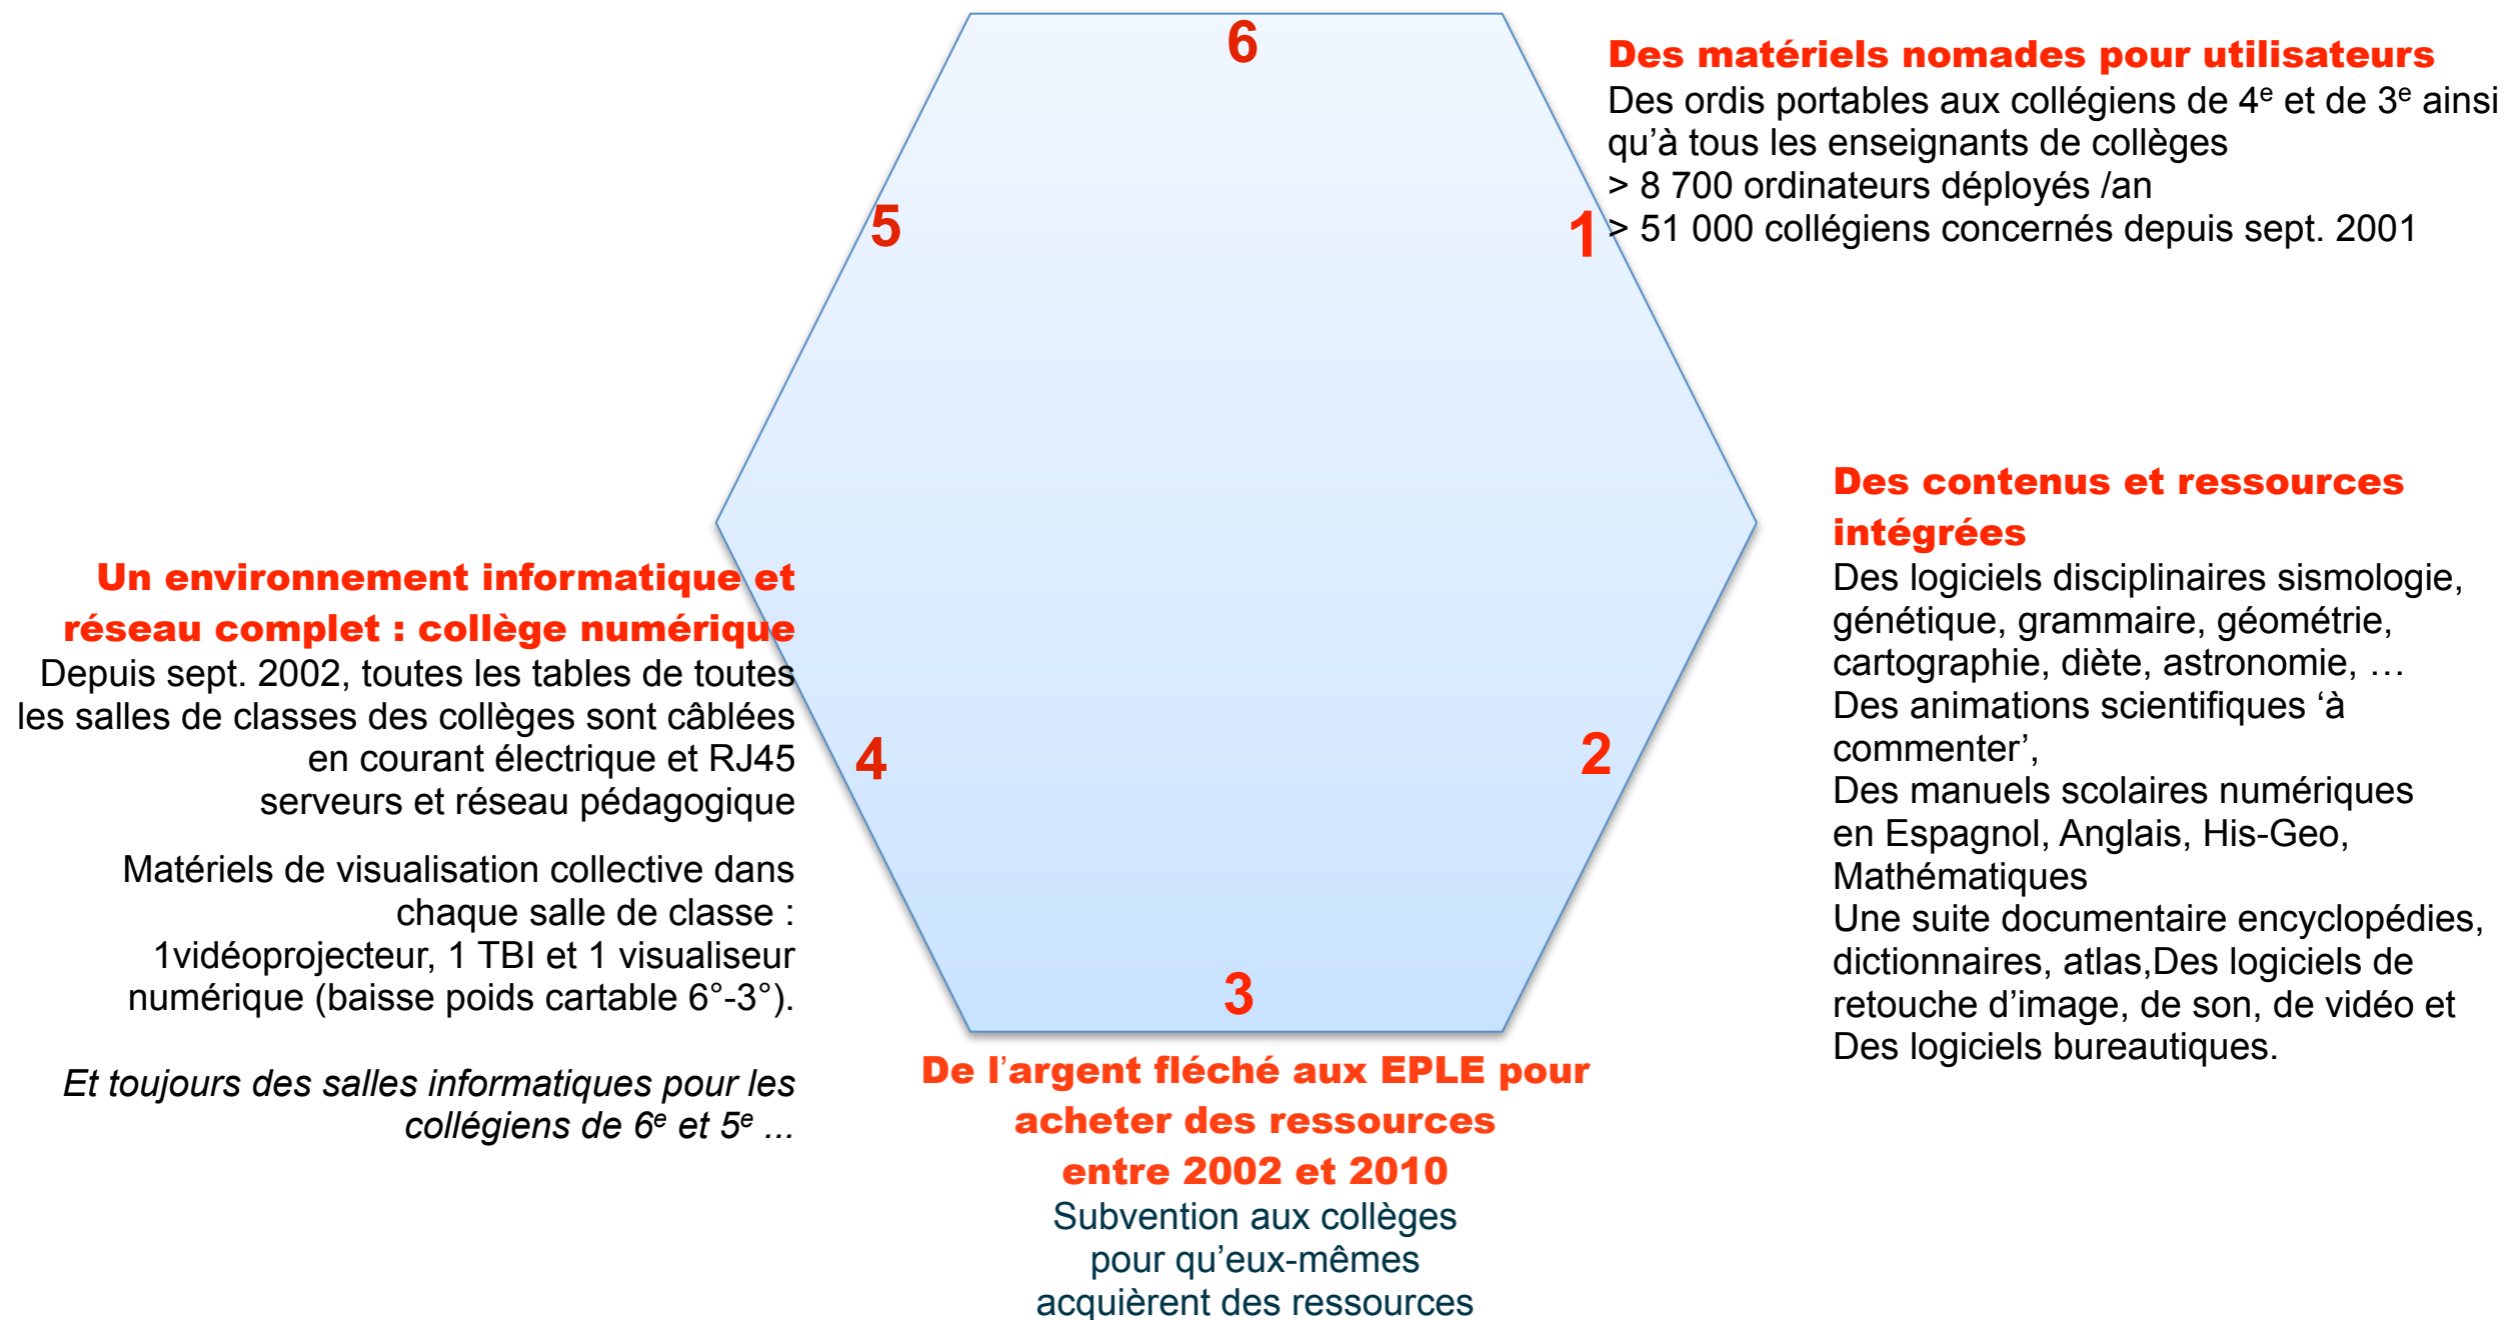 6
5
1
4
2
3
Des matériels nomades pour utilisateurs
Des ordis portables aux collégiens de 4e et de 3e ainsi
qu’à tous les enseignants de collèges
> 8 700 ordinateurs déployés /an
> 51 000 collégiens concernés depuis sept. 2001
Des contenus et ressources
intégrées
Des logiciels disciplinaires sismologie,
génétique, grammaire, géométrie,
cartographie, diète, astronomie, …
Des animations scientifiques ‘à
commenter’,
Des manuels scolaires numériques
en Espagnol, Anglais, His-Geo,
Mathématiques
Une suite documentaire encyclopédies,
dictionnaires, atlas,Des logiciels de
retouche d’image, de son, de vidéo et
Des logiciels bureautiques.
De l’argent fléché aux EPLE pour
acheter des ressources
entre 2002 et 2010
Subvention aux collèges
pour qu’eux-mêmes
acquièrent des ressources
Un environnement informatique et
réseau complet : collège numérique
Depuis sept. 2002, toutes les tables de toutes
les salles de classes des collèges sont câblées
en courant électrique et RJ45
serveurs et réseau pédagogique
Matériels de visualisation collective dans
chaque salle de classe :
1vidéoprojecteur, 1 TBI et 1 visualiseur
numérique (baisse poids cartable 6°-3°).
Et toujours des salles informatiques pour les
collégiens de 6e et 5e ...